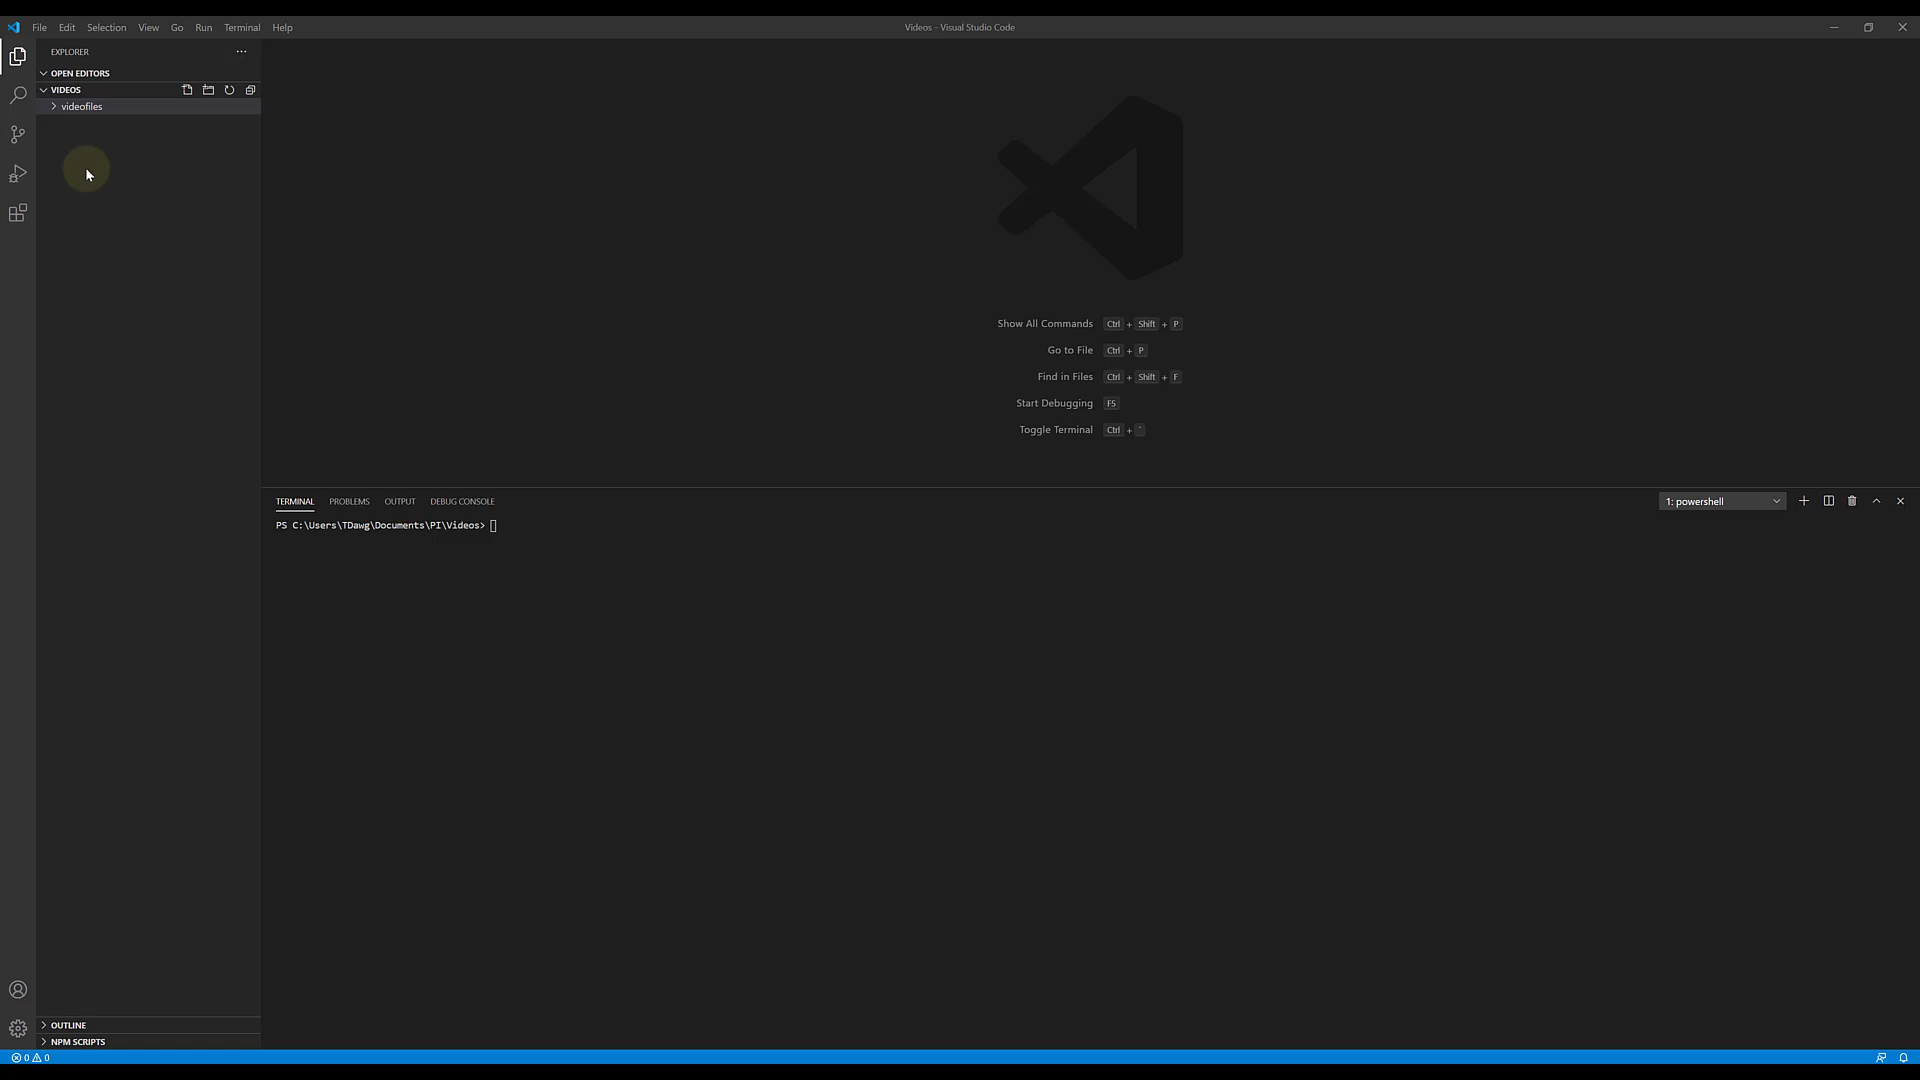 File Edit Selection View Go Run Terminal Help
Videos - Visual Studio Code
EXPLORER
OPEN EDITORS
VIDEOS
videofiles
Show All Commands Ctrl + Shift + P
Go to File Ctrl + P
Find in Files Ctrl + Shift + F
Start Debugging F5
Toggle Terminal Ctrl + `
TERMINAL PROBLEMS OUTPUT DEBUG CONSOLE
1: powershell
PS C:\Users\TDawg\Documents\PI\Videos>
OUTLINE
NPM SCRIPTS
0 0